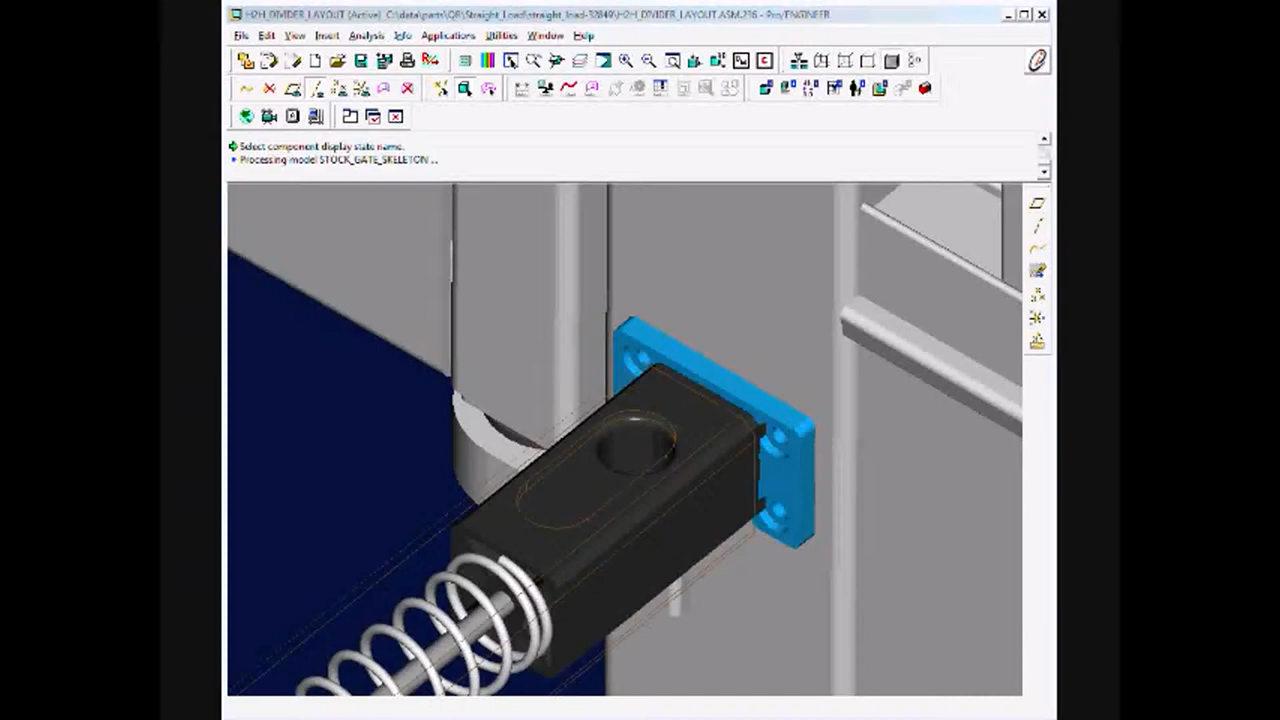 H2H_DIVIDER_LAYOUT (Active) C:\data\parts\QR\Straight_Load\straight_load-32849\H2H_DIVIDER_LAYOUT.ASM.236 - Pro/ENGINEER
File Edit View Insert Analysis Info Applications Utilities Window Help
Select component display state name.
Processing model STOCK_GATE_SKELETON ...